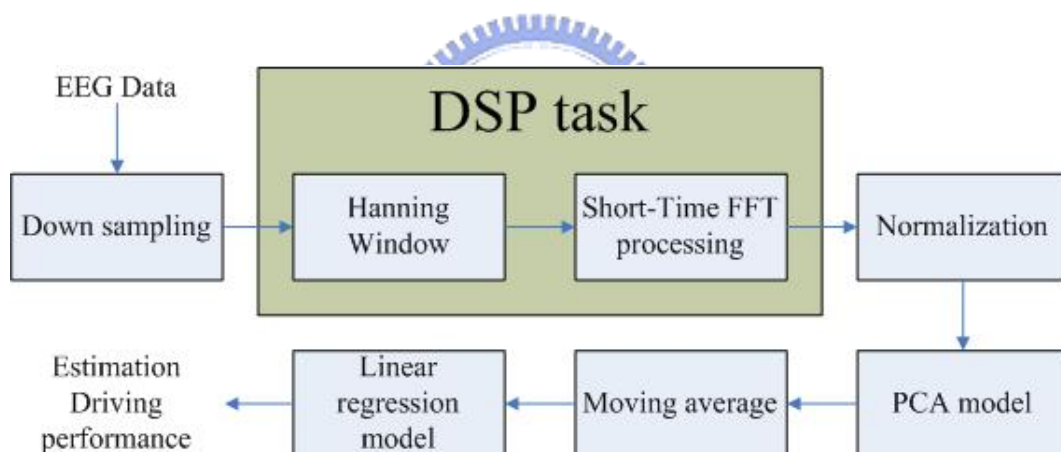 EEG Data
DSP task
Down sampling
Hanning
Window
Short-Time FFT
processing
Normalization
PCA model
Moving average
Linear
regression
model
Estimation
Driving
performance